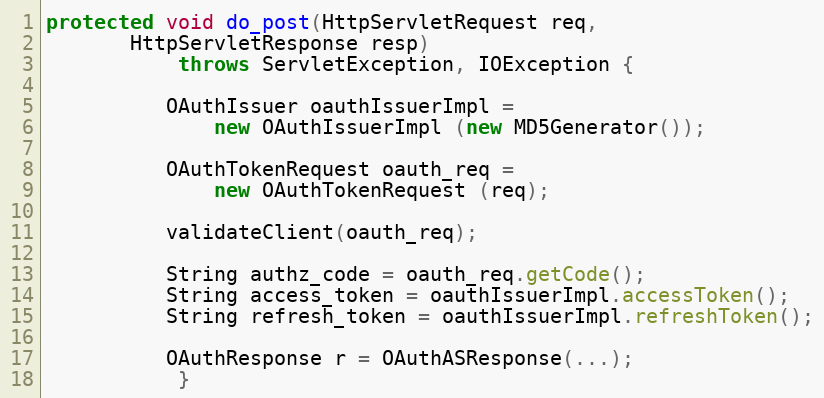 1 protected void do_post(HttpServletRequest req,
2 HttpServletResponse resp)
3 throws ServletException, IOException {
4
5 OAuthIssuer oauthIssuerImpl =
6 new OAuthIssuerImpl (new MD5Generator());
7
8 OAuthTokenRequest oauth_req =
9 new OAuthTokenRequest (req);
10
11 validateClient(oauth_req);
12
13 String authz_code = oauth_req.getCode();
14 String access_token = oauthIssuerImpl.accessToken();
15 String refresh_token = oauthIssuerImpl.refreshToken();
16
17 OAuthResponse r = OAuthASResponse(...);
18 }